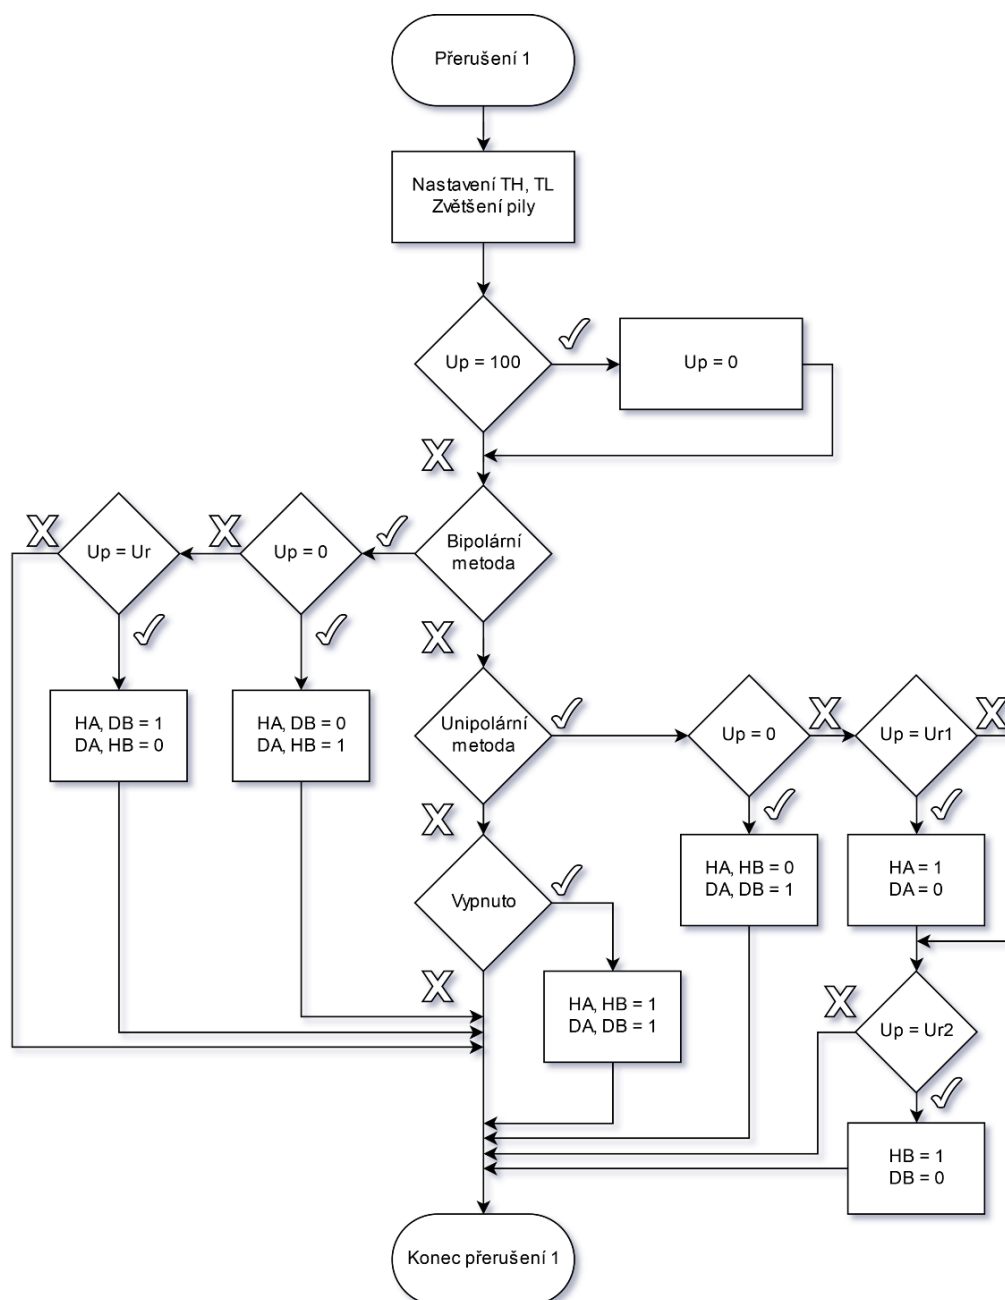 Přerušení 1
Nastavení TH, TL
Zvětšení pily
Up = 100
Up = 0
Bipolární
metoda
Up = 0
Up = Ur
HA, DB = 1
DA, HB = 0
HA, DB = 0
DA, HB = 1
Unipolární
metoda
Up = 0
Up = Ur1
HA, HB = 0
DA, DB = 1
HA = 1
DA = 0
Vypnuto
HA, HB = 1
DA, DB = 1
Up = Ur2
HB = 1
DB = 0
Konec přerušení 1